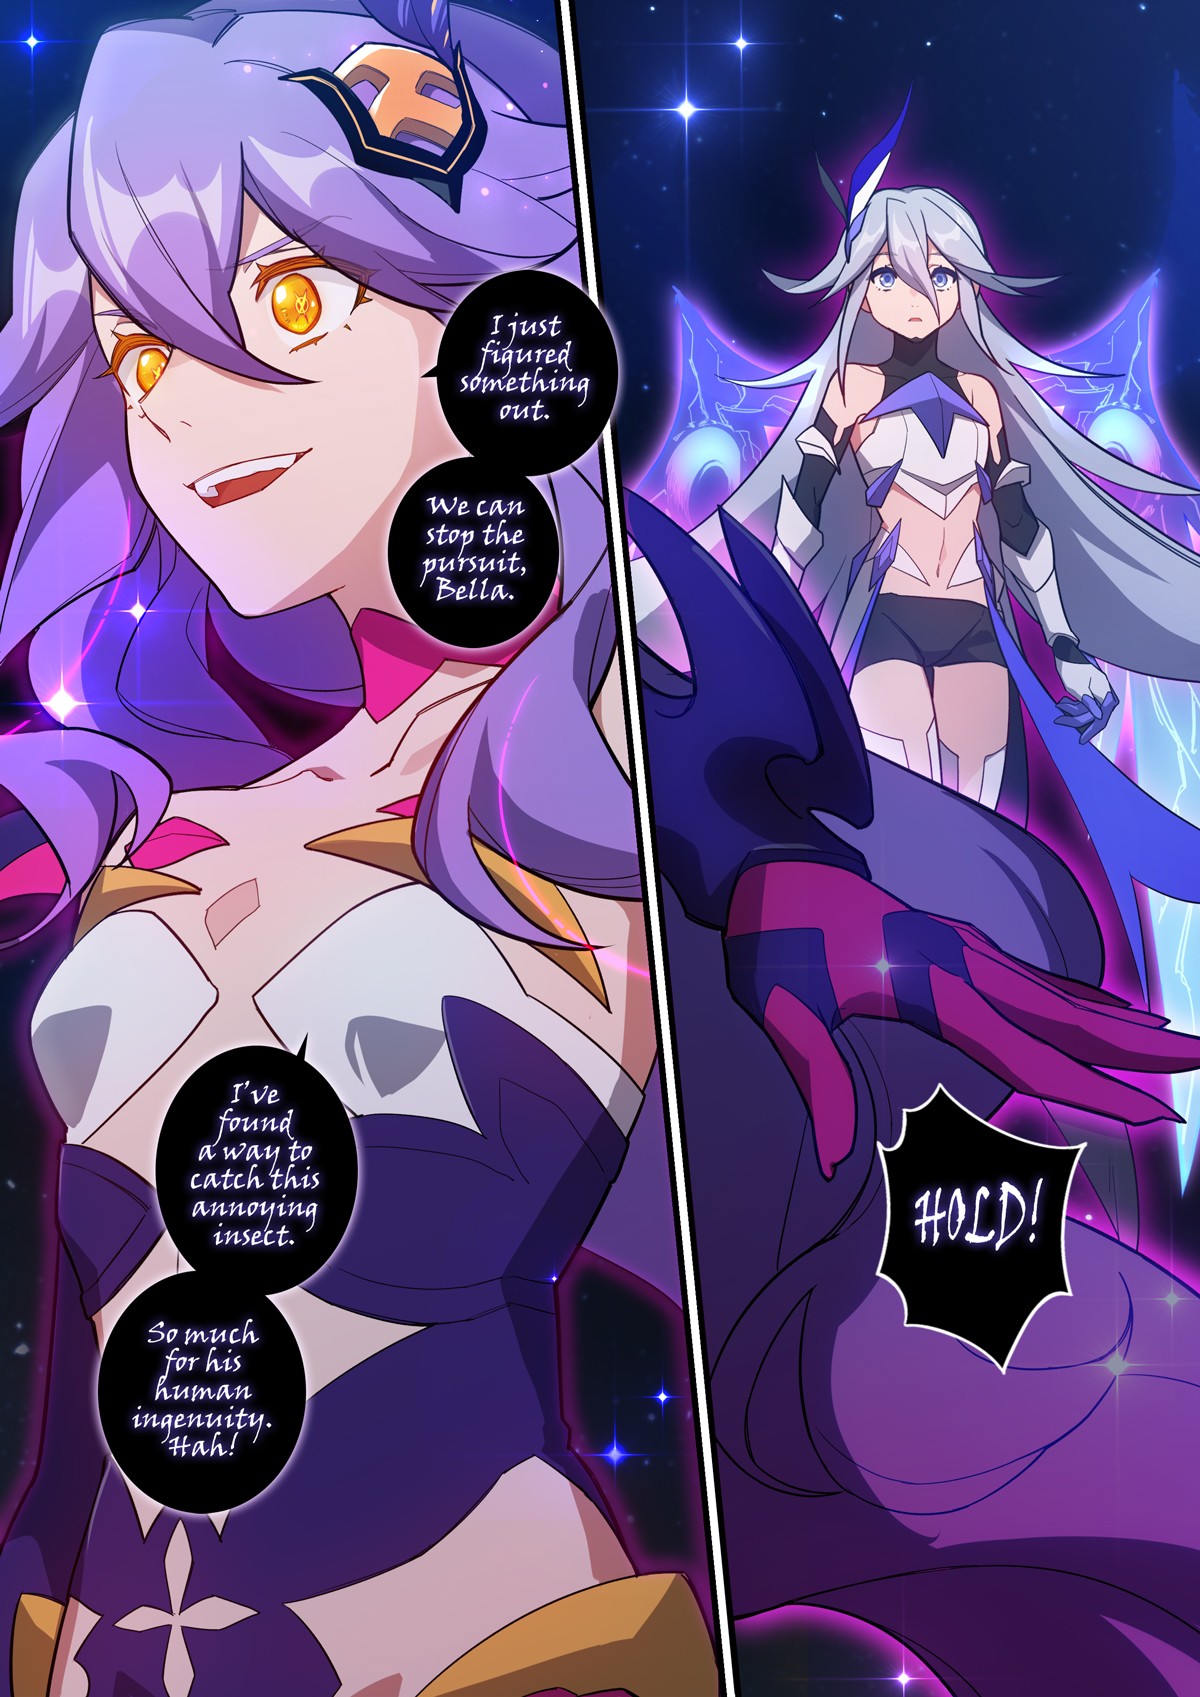 I just
figured
something
out.
We can
stop the
pursuit,
Bella.
I've
found
a way to
catch this
annoying
insect.
So much
for his
human
ingenuity.
Hah!
HOLD!